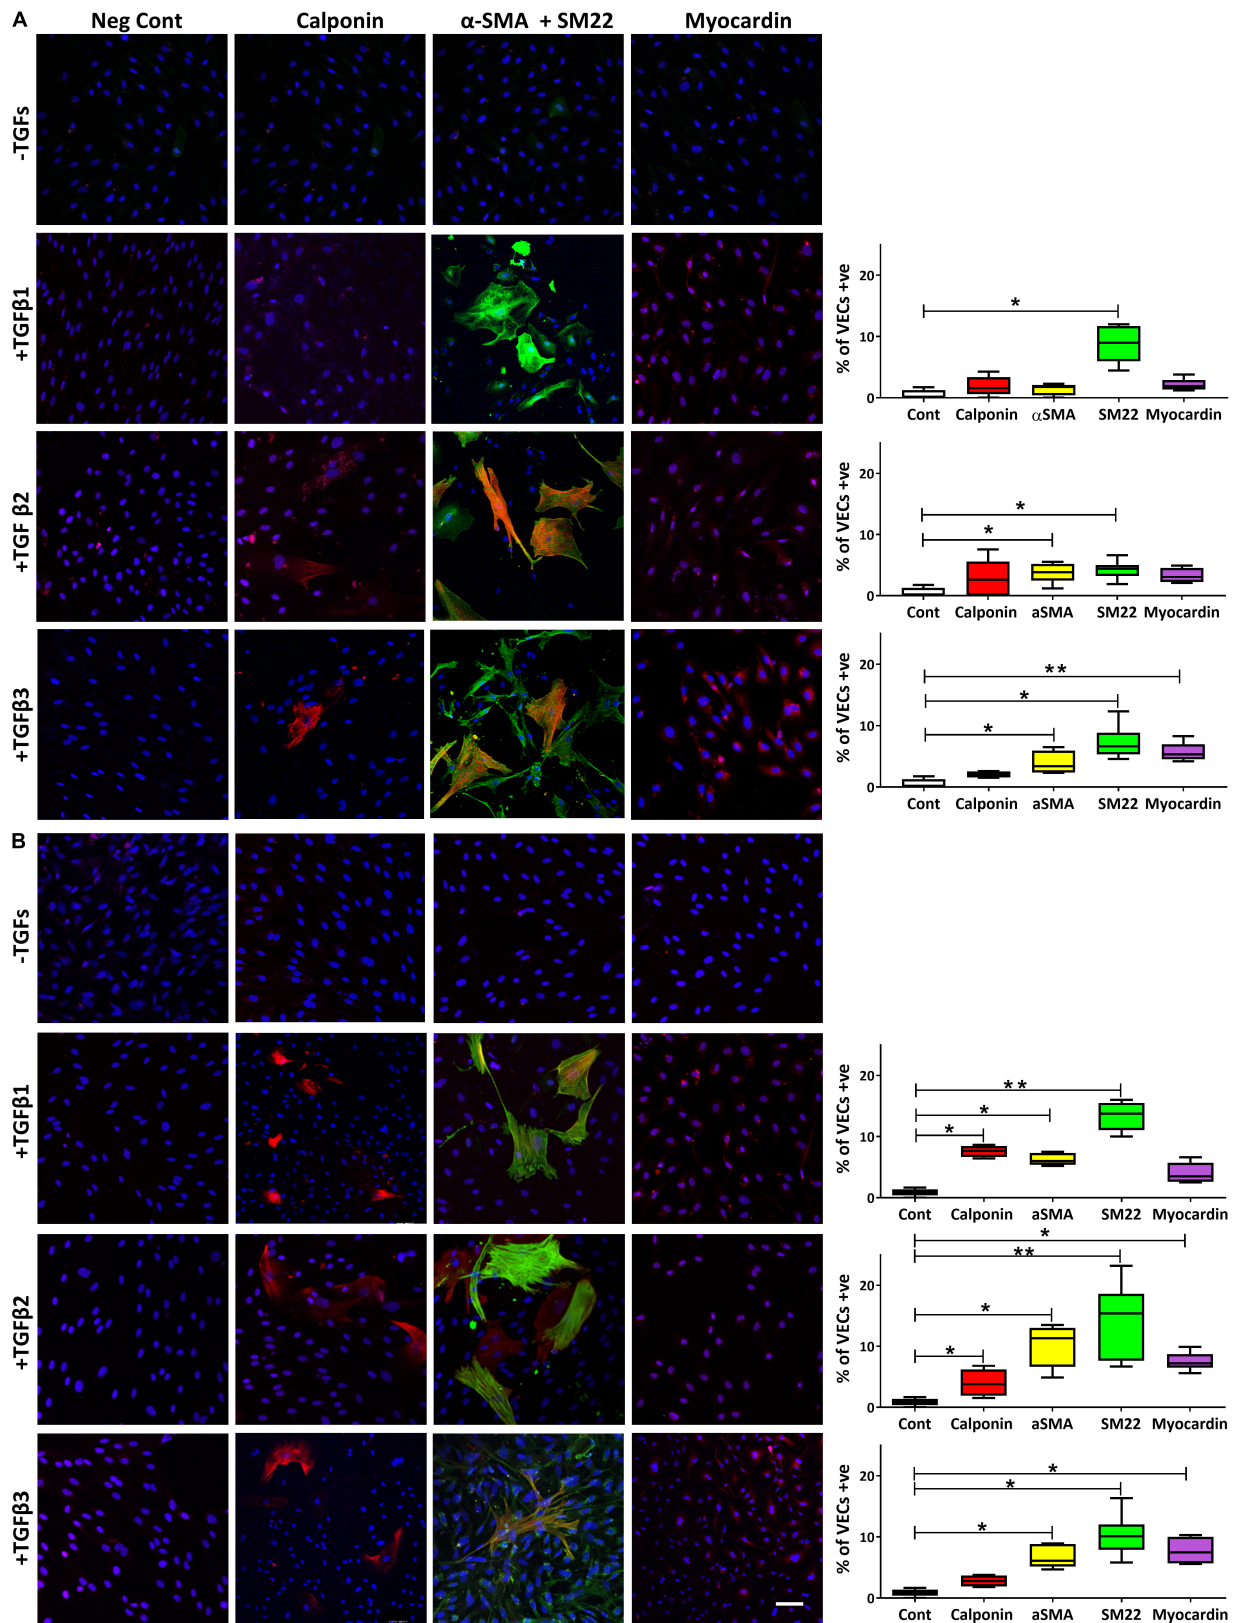 A
Neg Cont Calponin α-SMA + SM22 Myocardin
-TGFs
+TGFβ1
% of VECs +ve
20
10
0
*
Cont Calponin αSMA SM22 Myocardin
+TGF β2
% of VECs +ve
20
10
0
*
*
Cont Calponin aSMA SM22 Myocardin
+TGFβ3
% of VECs +ve
20
10
0
**
*
*
Cont Calponin aSMA SM22 Myocardin
B
-TGFs
+TGFβ1
% of VECs +ve
20
10
0
**
*
*
Cont Calponin aSMA SM22 Myocardin
+TGFβ2
% of VECs +ve
20
10
0
*
**
*
*
Cont Calponin aSMA SM22 Myocardin
+TGFβ3
% of VECs +ve
20
10
0
*
*
*
Cont Calponin aSMA SM22 Myocardin